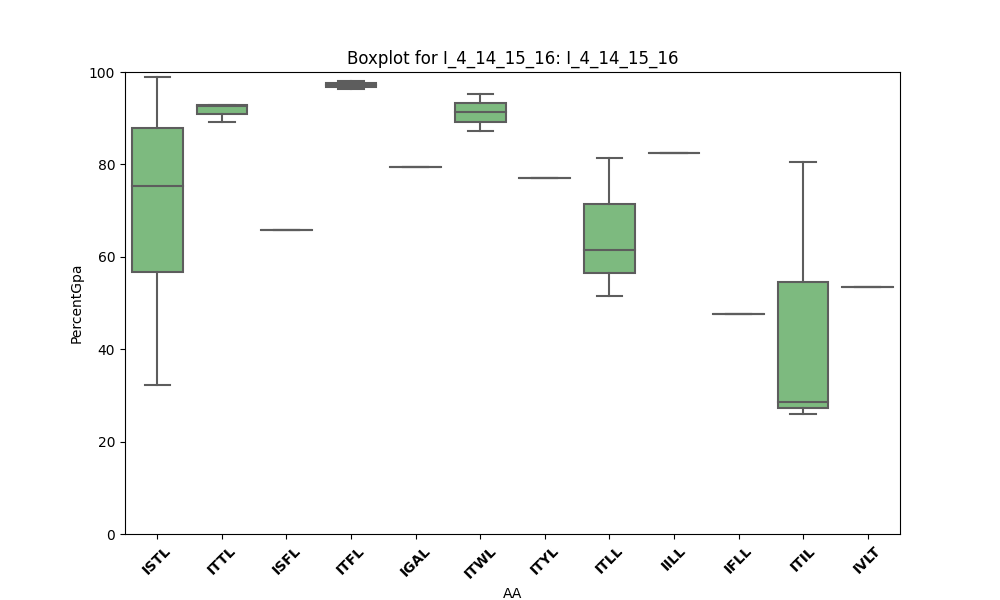 Boxplot for I_4_14_15_16: I_4_14_15_16
PercentGpa
100
80
60
40
20
0
ISTL ITTL ISFL ITFL IGAL ITWL ITYL ITLL IILL IFLL ITIL IVLT
AA